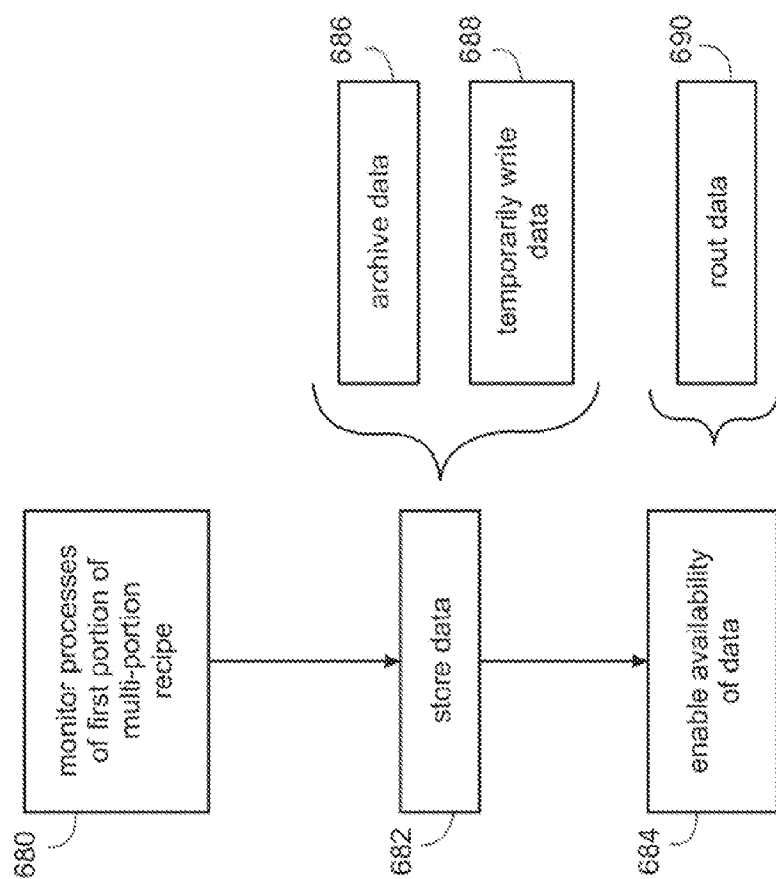 680
monitor processes
of first portion of
multi-portion
recipe
682
store data
686
archive data
688
temporarily write
data
684
enable availability
of data
690
rout data